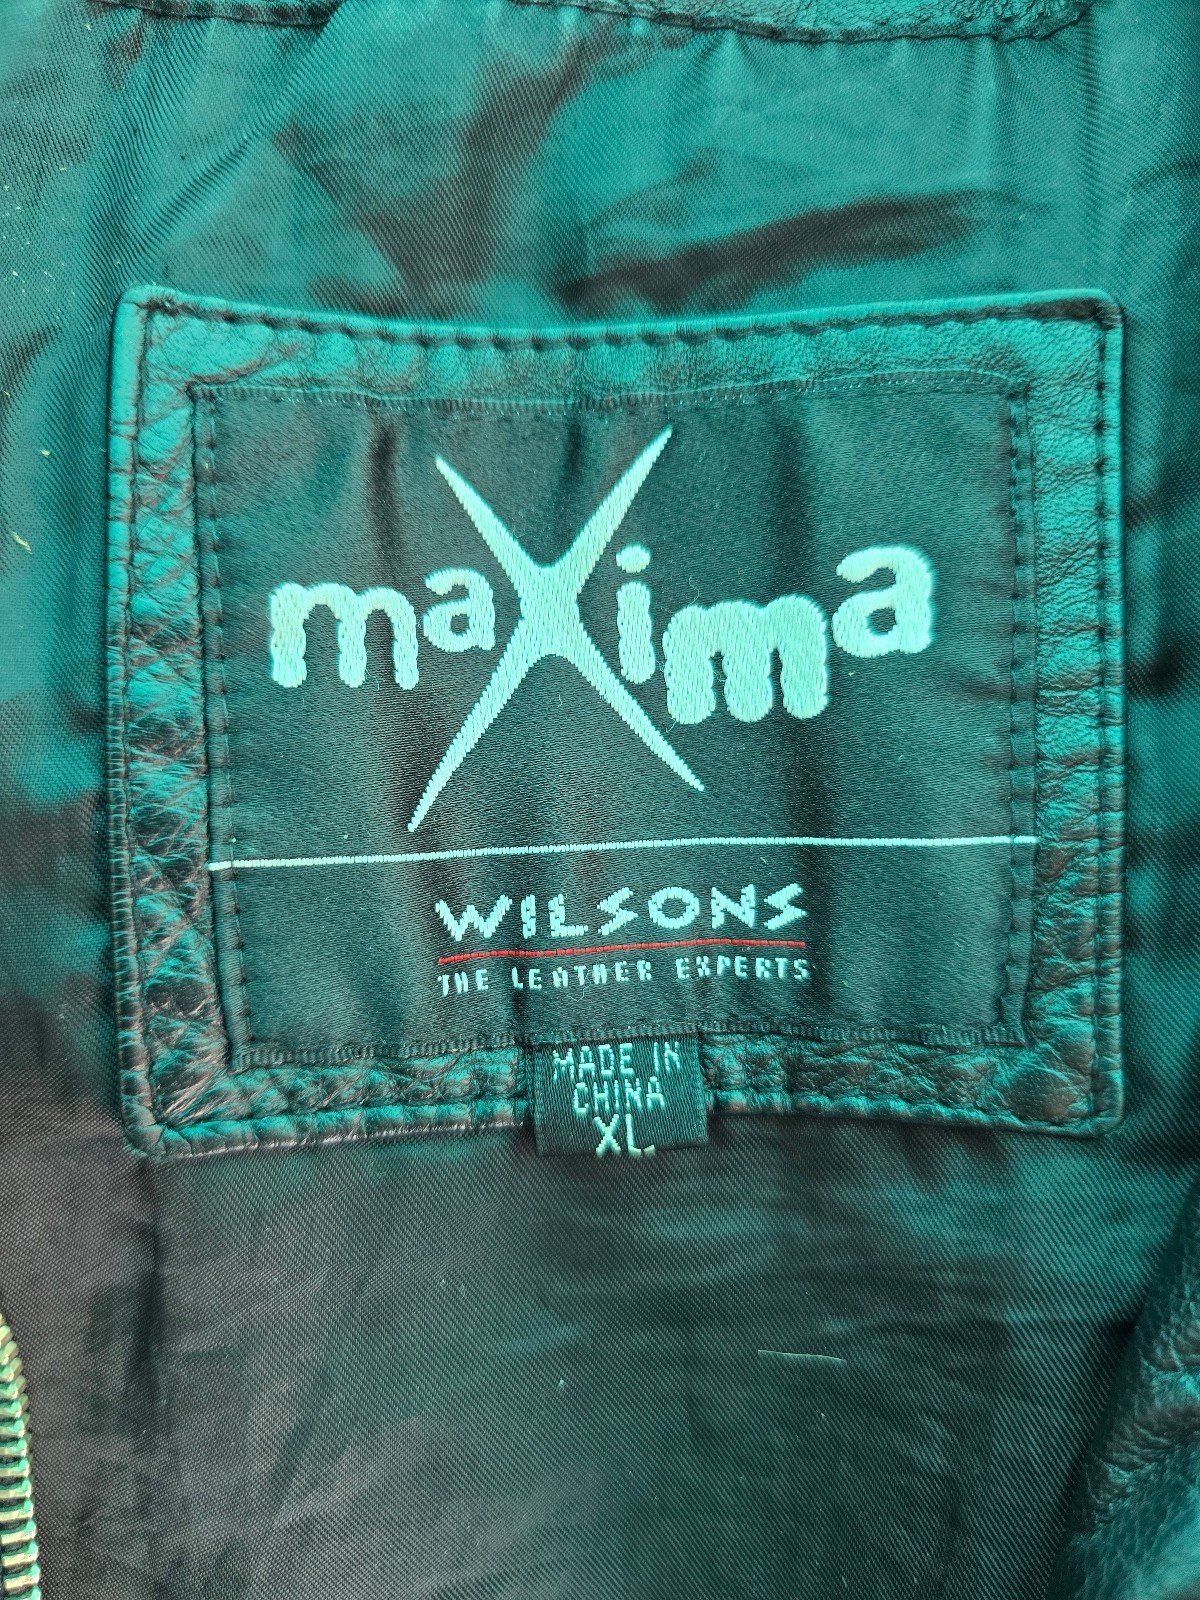 maXima
WILSONS
THE LEATHER EXPERTS
MADE IN
CHINA
XL